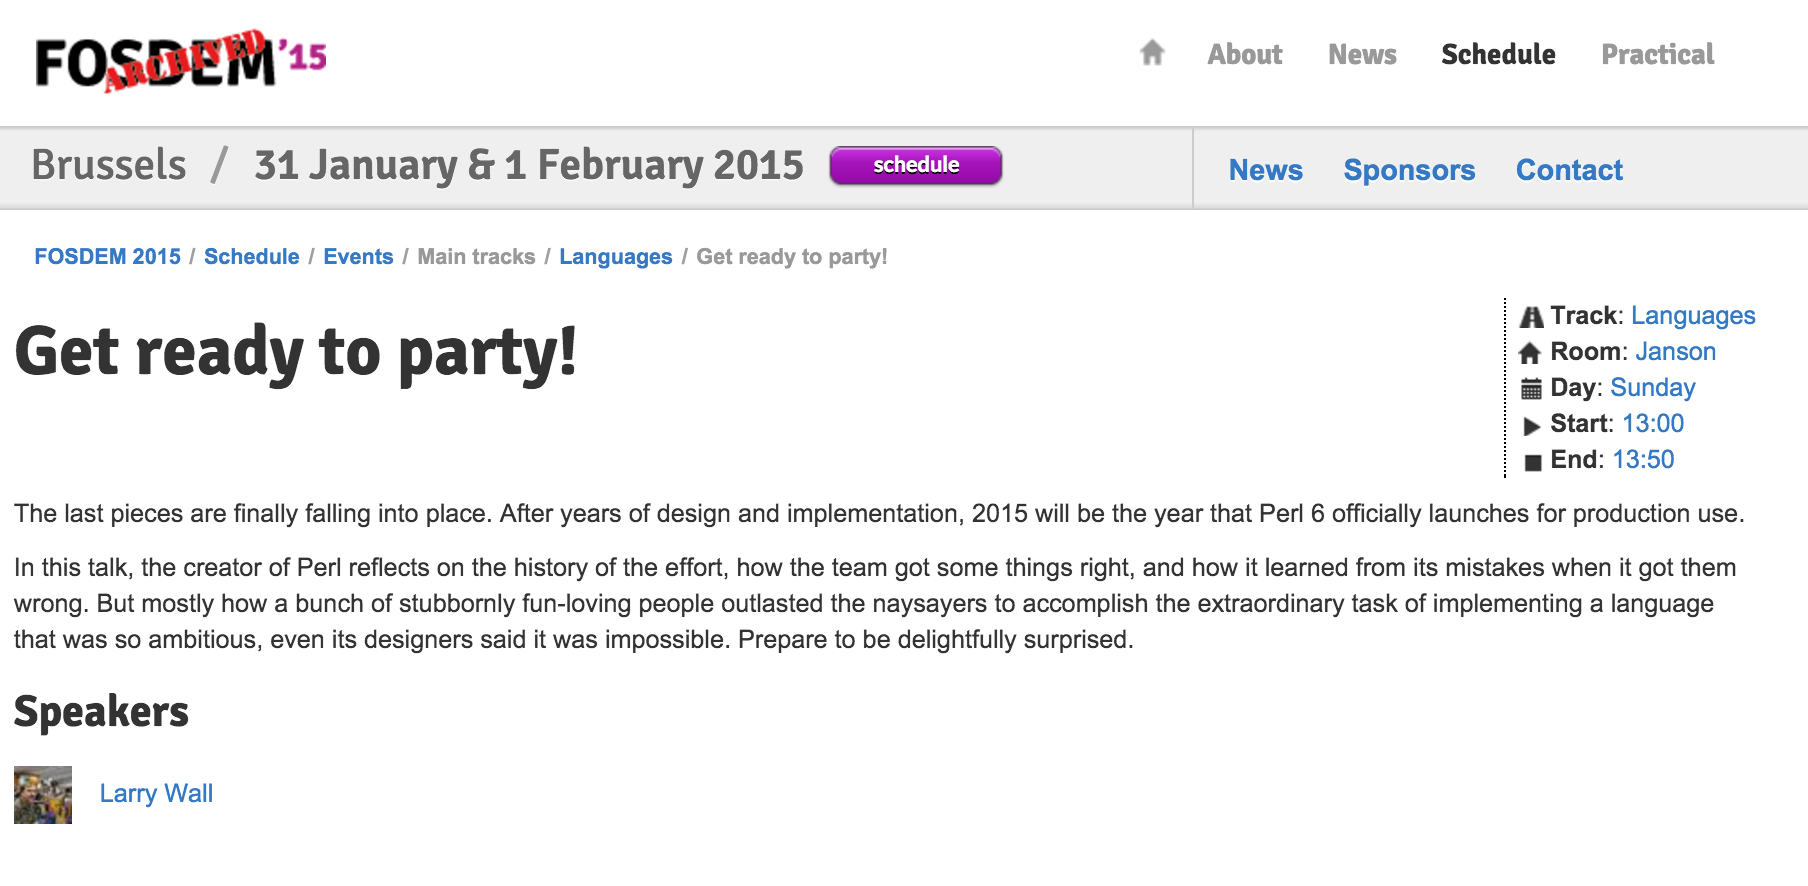 FOSDEM'15
ARCHIVED
About News Schedule Practical
Brussels / 31 January & 1 February 2015 schedule
News Sponsors Contact
FOSDEM 2015 / Schedule / Events / Main tracks / Languages / Get ready to party!
Get ready to party!
Track: Languages
Room: Janson
Day: Sunday
Start: 13:00
End: 13:50
The last pieces are finally falling into place. After years of design and implementation, 2015 will be the year that Perl 6 officially launches for production use.
In this talk, the creator of Perl reflects on the history of the effort, how the team got some things right, and how it learned from its mistakes when it got them
wrong. But mostly how a bunch of stubbornly fun-loving people outlasted the naysayers to accomplish the extraordinary task of implementing a language
that was so ambitious, even its designers said it was impossible. Prepare to be delightfully surprised.
Speakers
Larry Wall